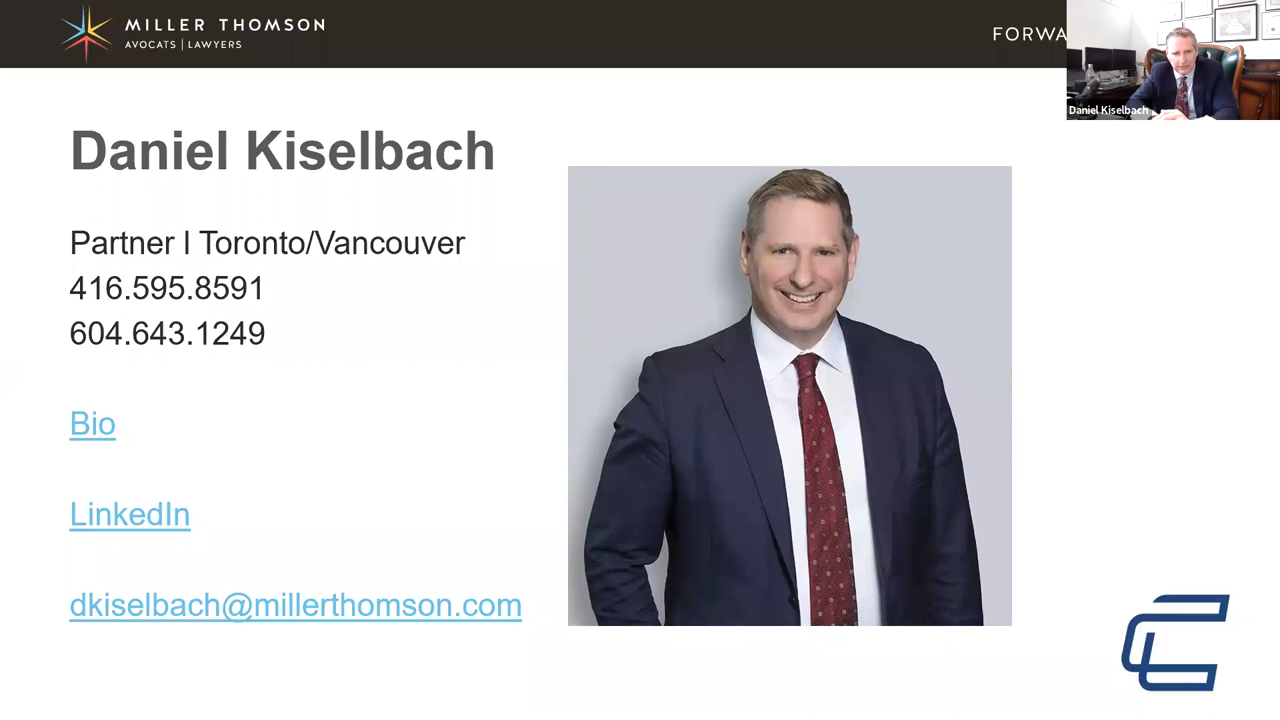 MILLER THOMSON
AVOCATS | LAWYERS
FORWA
Daniel Kiselbach
Daniel Kiselbach
Partner l Toronto/Vancouver
416.595.8591
604.643.1249
Bio
LinkedIn
dkiselbach@millerthomson.com